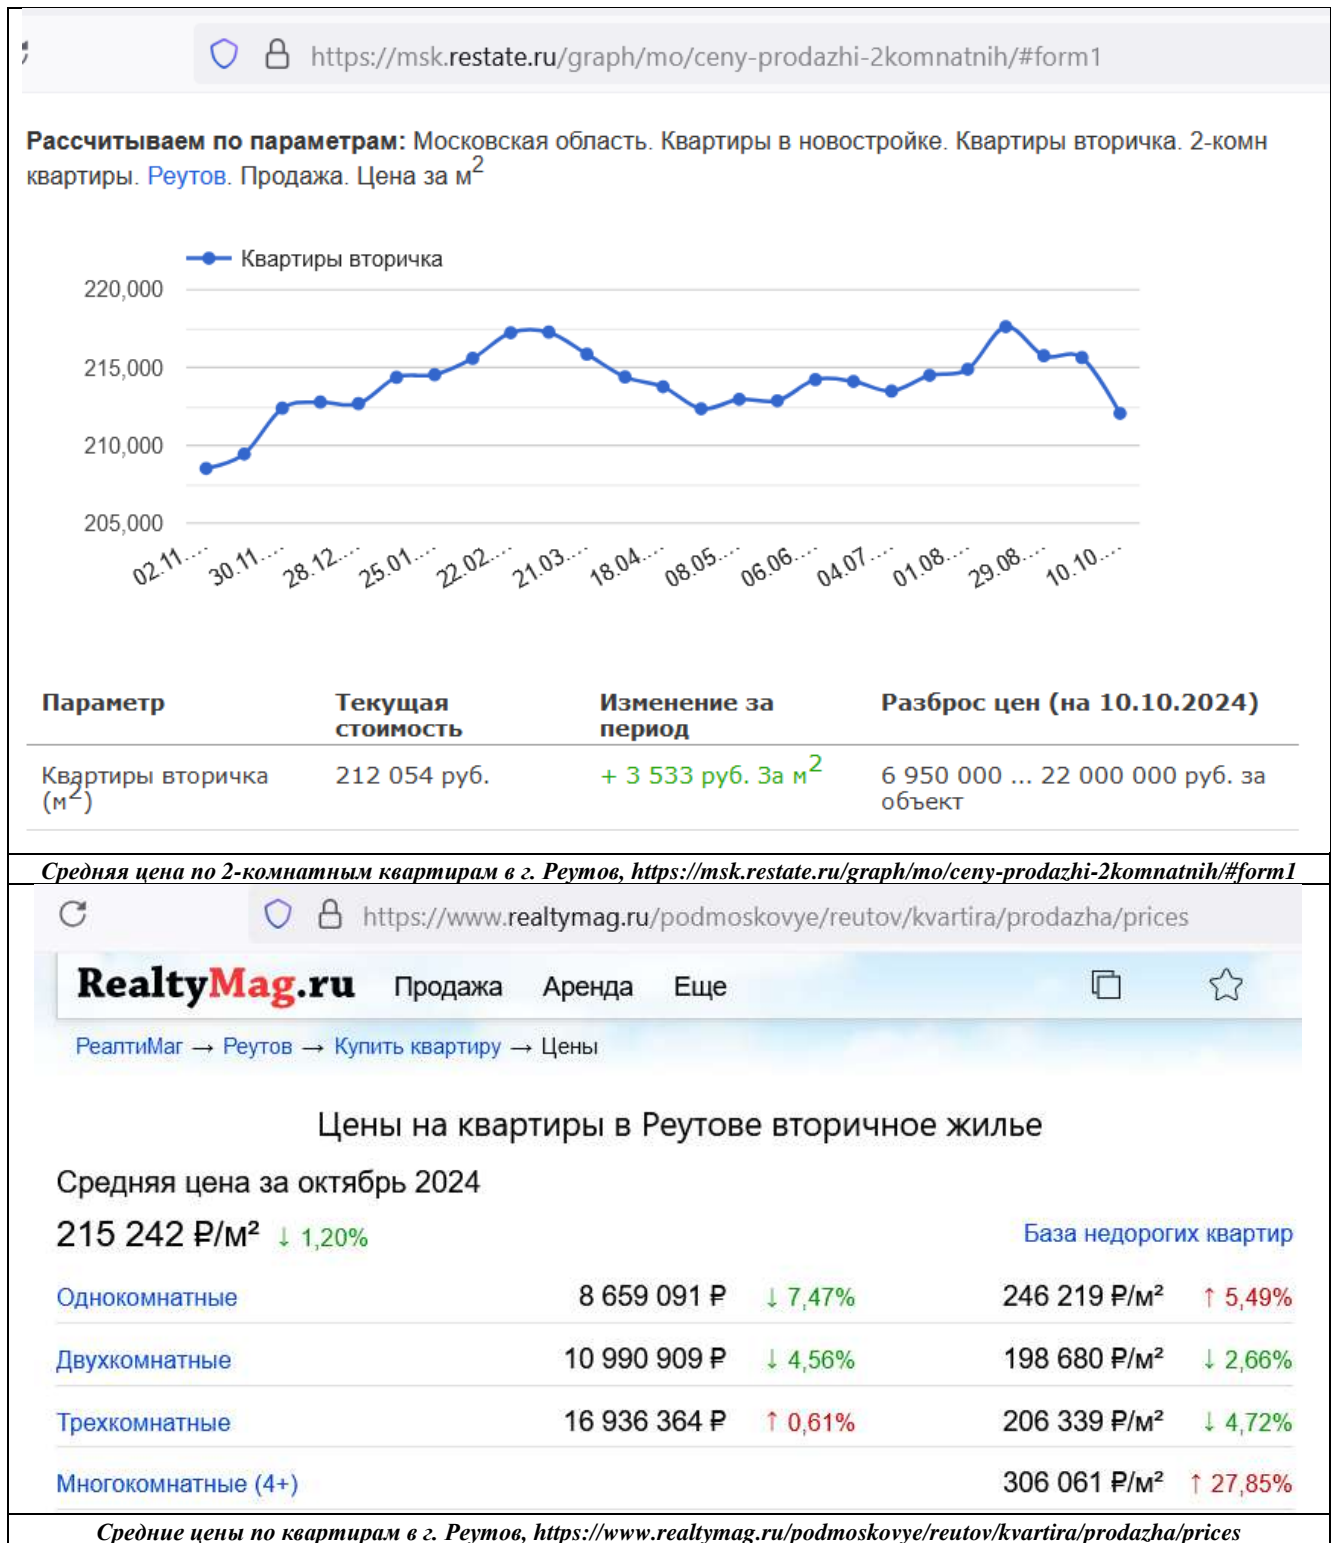 https://msk.restate.ru/graph/mo/ceny-prodazhi-2komnatnih/#form1
Рассчитываем по параметрам: Московская область. Квартиры в новостройке. Квартиры вторичка. 2-комн
квартиры. Реутов. Продажа. Цена за м²
Квартиры вторичка
220,000
215,000
210,000
205,000
02.11.... 30.11.... 28.12.... 25.01.... 22.02.... 21.03.... 18.04.... 08.05.... 06.06.... 04.07.... 01.08.... 29.08.... 10.10....
Параметр Текущая стоимость Изменение за период Разброс цен (на 10.10.2024)
Квартиры вторичка (м²) 212 054 руб. + 3 533 руб. За м² 6 950 000 ... 22 000 000 руб. за объект
Средняя цена по 2-комнатным квартирам в г. Реутов, https://msk.restate.ru/graph/mo/ceny-prodazhi-2komnatnih/#form1
https://www.realtymag.ru/podmoskovye/reutov/kvartira/prodazha/prices
RealtyMag.ru Продажа Аренда Еще
РеалтиМаг → Реутов → Купить квартиру → Цены
Цены на квартиры в Реутове вторичное жилье
Средняя цена за октябрь 2024
215 242 ₽/м² ↓ 1,20% База недорогих квартир
Однокомнатные 8 659 091 ₽ ↓ 7,47% 246 219 ₽/м² ↑ 5,49%
Двухкомнатные 10 990 909 ₽ ↓ 4,56% 198 680 ₽/м² ↓ 2,66%
Трехкомнатные 16 936 364 ₽ ↑ 0,61% 206 339 ₽/м² ↓ 4,72%
Многокомнатные (4+) 306 061 ₽/м² ↑ 27,85%
Средние цены по квартирам в г. Реутов, https://www.realtymag.ru/podmoskovye/reutov/kvartira/prodazha/prices